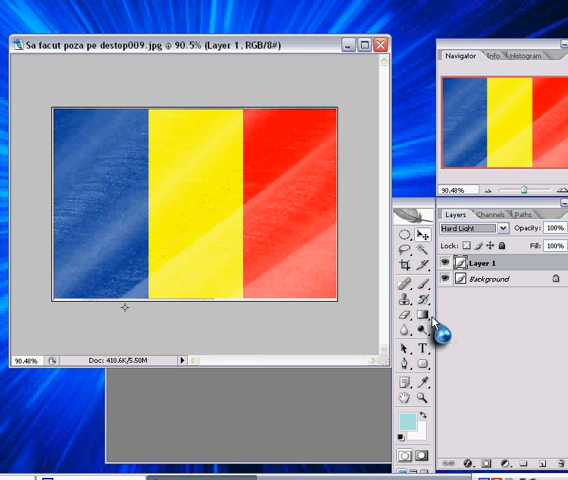 Sa facut poza pe destop009.jpg @ 90.5% (Layer 1, RGB/8#)
Navigator Info Histogram
90.48%
Layers Channels Paths
Hard Light Opacity: 100%
Lock: Fill: 100%
Layer 1
Background
T
90.48% Doc: 410.6K/5.50M